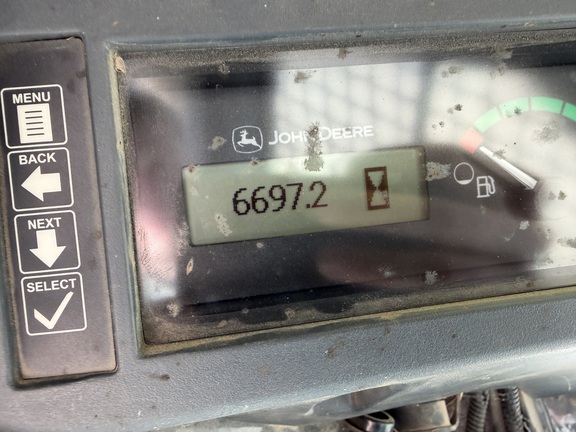 MENU
BACK
NEXT
SELECT
JOHN DEERE
6697.2